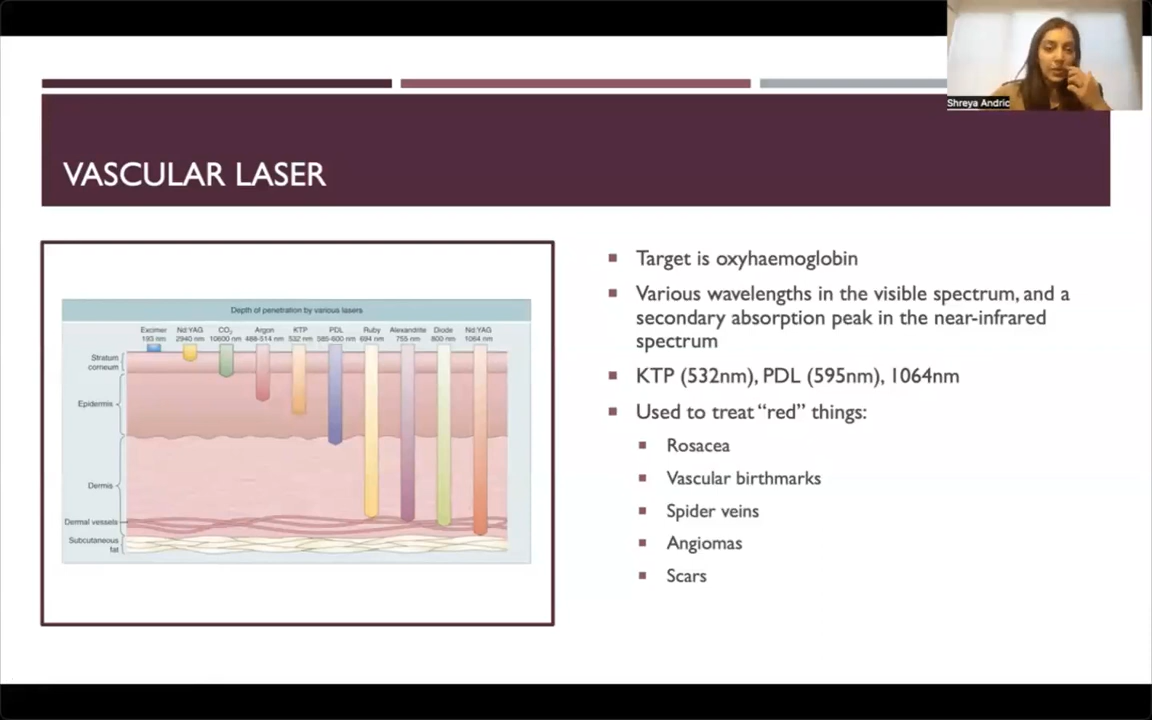 Shreya Andric
VASCULAR LASER
Depth of penetration by various lasers
Excimer Nd:YAG CO₂ Argon KTP PDL Ruby Alexandrite Diode Nd:YAG
193 nm 2940 nm 10600 nm 488-514 nm 532 nm 585-600 nm 694 nm 755 nm 800 nm 1064 nm
Stratum
corneum
Epidermis
Dermis
Dermal vessels
Subcutaneous
fat
Target is oxyhaemoglobin
Various wavelengths in the visible spectrum, and a
secondary absorption peak in the near-infrared
spectrum
KTP (532nm), PDL (595nm), 1064nm
Used to treat “red” things:
Rosacea
Vascular birthmarks
Spider veins
Angiomas
Scars